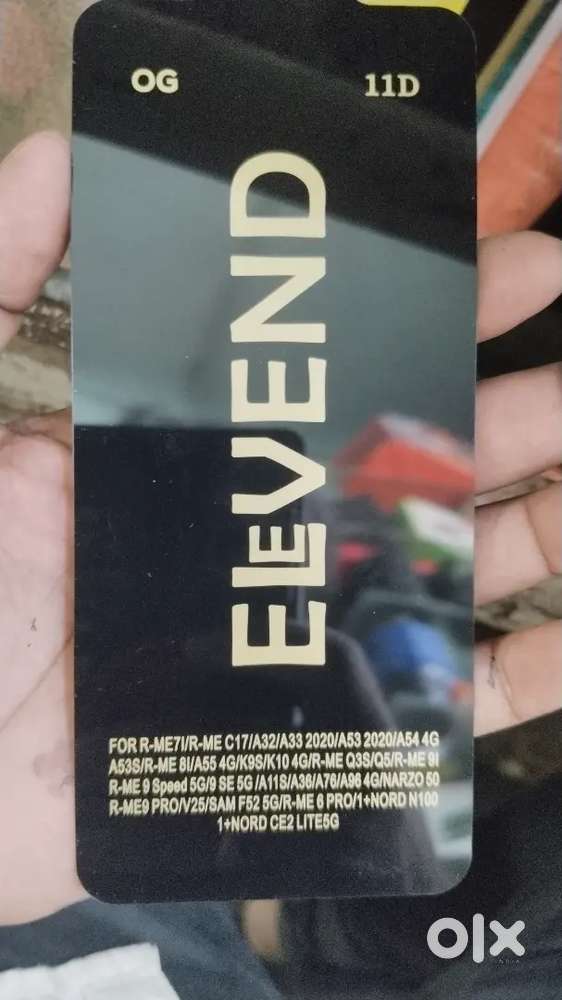 OG 11D
ELEVEND
FOR R-ME7I/R-ME C17/A32/A33 2020/A53 2020/A54 4G
A53S/R-ME 8I/A55 4G/K9S/K10 4G/R-ME Q3S/Q5/R-ME 9I
R-ME 9 Speed 5G/9 SE 5G /A11S/A36/A76/A96 4G/NARZO 50
R-ME9 PRO/V25/SAM F52 5G/R-ME 6 PRO/1+NORD N100
1+NORD CE2 LITE5G
olx
INDIA